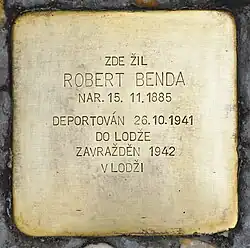 ZDE ŽIL
ROBERT BENDA
NAR. 15. 11. 1885
DEPORTOVÁN 26.10.1941
DO LODŽE
ZAVRAŽDĚN 1942
V LODŽI